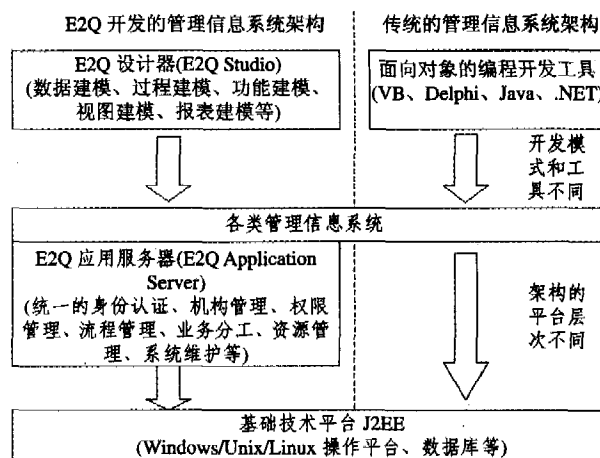 E2Q 开发的管理信息系统架构
传统的管理信息系统架构
E2Q 设计器(E2Q Studio)
(数据建模、过程建模、功能建模、
视图建模、报表建模等)
面向对象的编程开发工具
(VB、Delphi、Java、.NET)
开发模
式和工
具不同
各类管理信息系统
E2Q 应用服务器(E2Q Application
Server)
(统一的身份认证、机构管理、权限
管理、流程管理、业务分工、资源管
理、系统维护等)
架构的
平台层
次不同
基础技术平台 J2EE
(Windows/Unix/Linux 操作平台、数据库等)